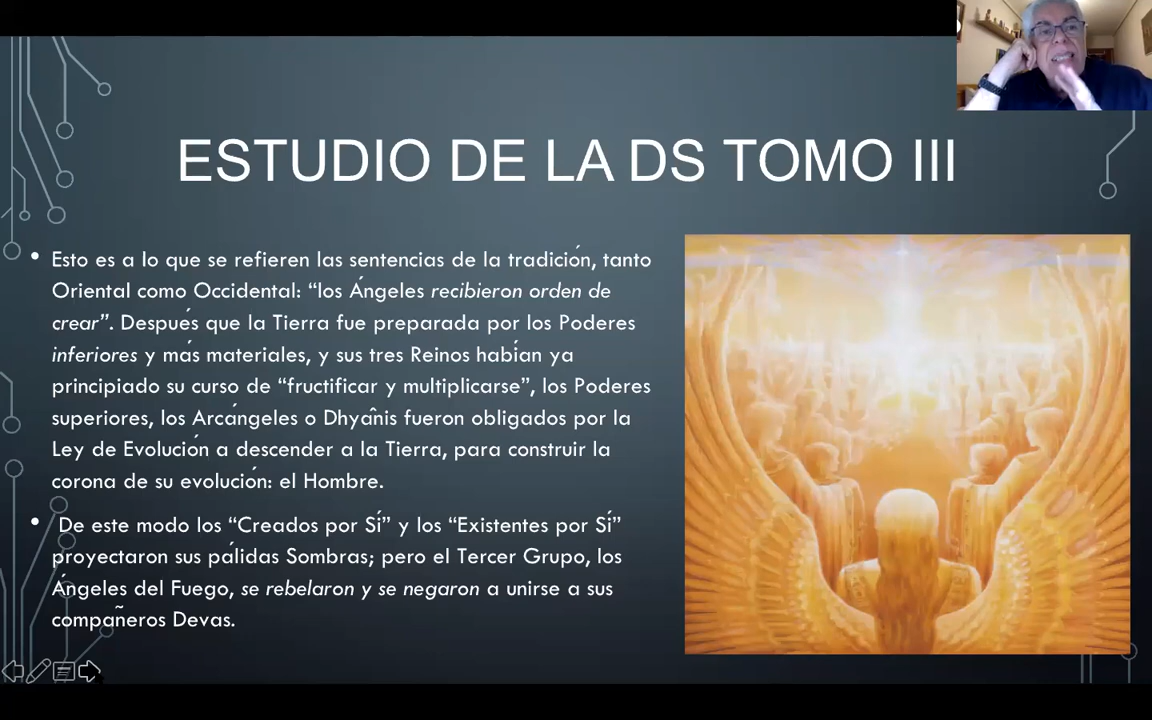 ESTUDIO DE LA DS TOMO III
• Esto es a lo que se refieren las sentencias de la tradición, tanto
Oriental como Occidental: “los Ángeles recibieron orden de
crear”. Después que la Tierra fue preparada por los Poderes
inferiores y más materiales, y sus tres Reinos habían ya
principiado su curso de “fructificar y multiplicarse”, los Poderes
superiores, los Arcángeles o Dhyânis fueron obligados por la
Ley de Evolución a descender a la Tierra, para construir la
corona de su evolución: el Hombre.
• De este modo los “Creados por Sí” y los “Existentes por Sí”
proyectaron sus pálidas Sombras; pero el Tercer Grupo, los
Ángeles del Fuego, se rebelaron y se negaron a unirse a sus
compañeros Devas.